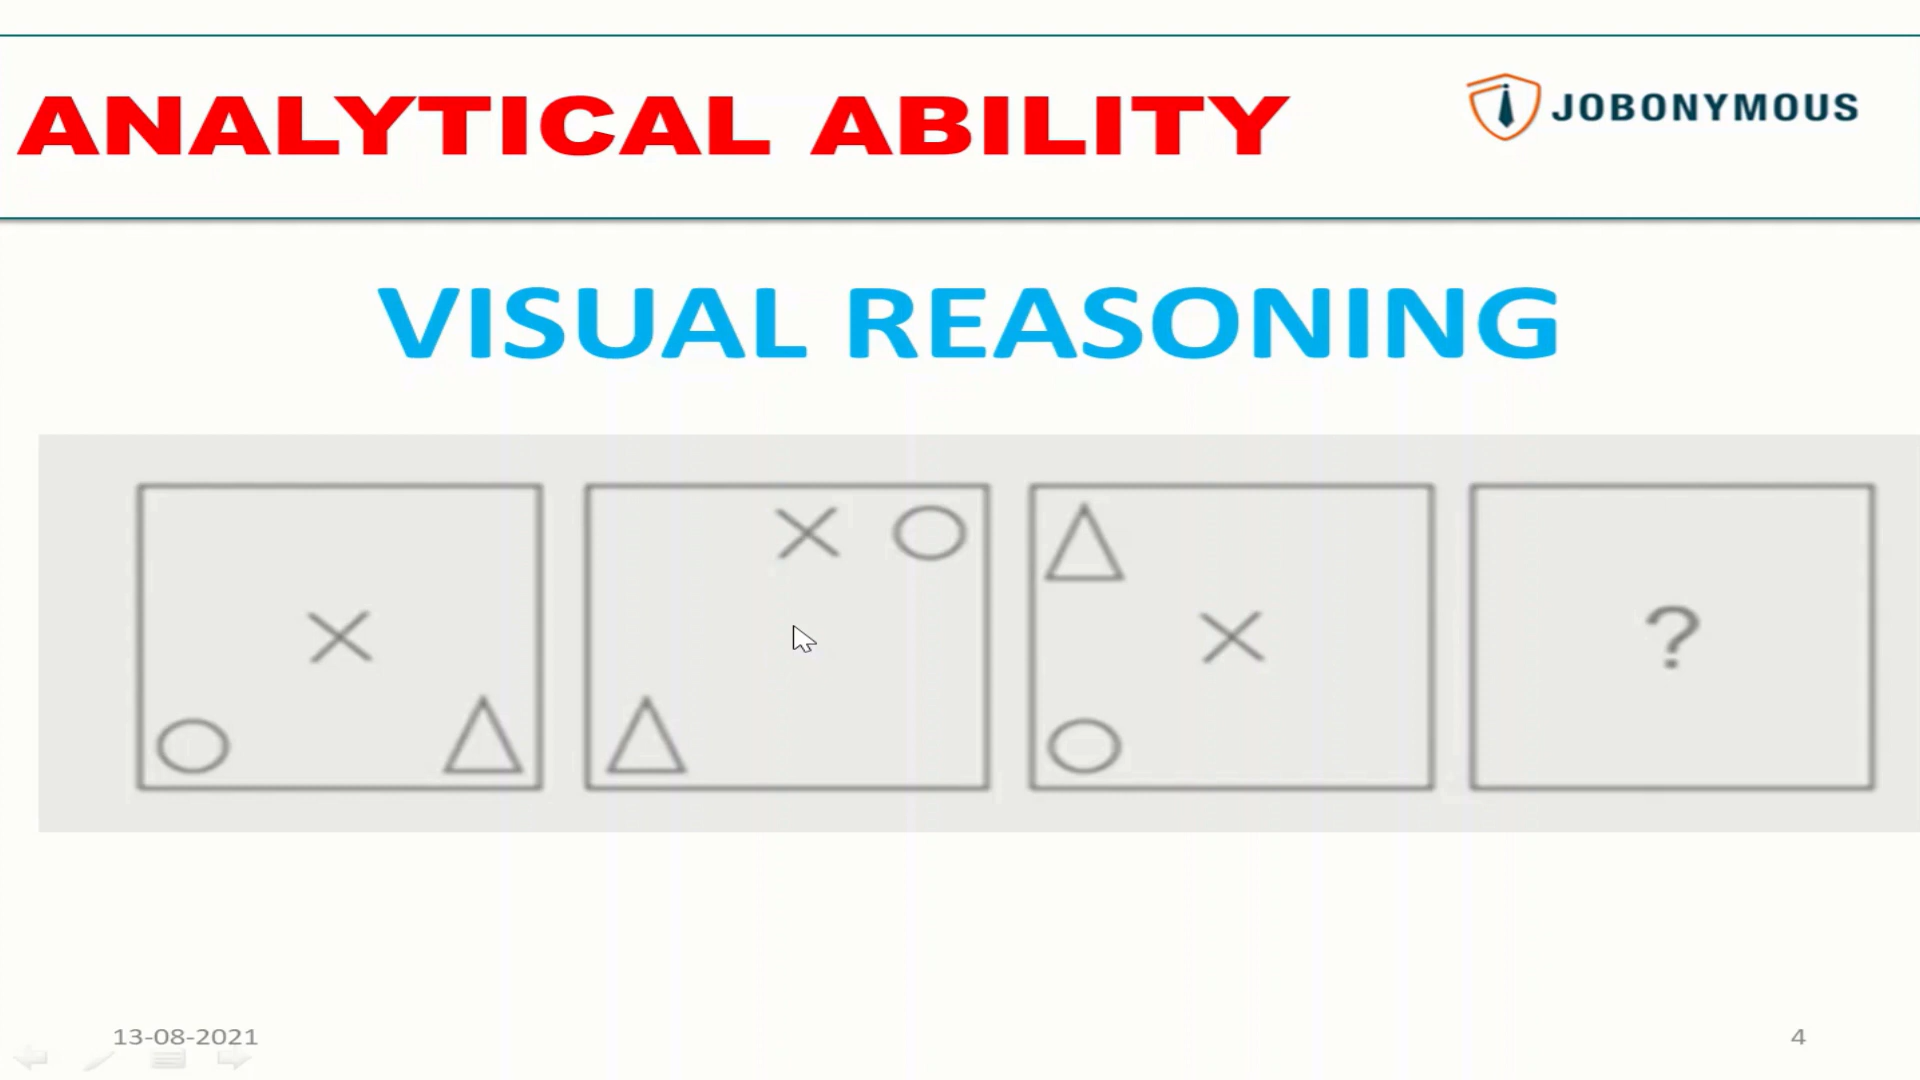 ANALYTICAL ABILITY
JOBONYMOUS
VISUAL REASONING
?
13-08-2021
4